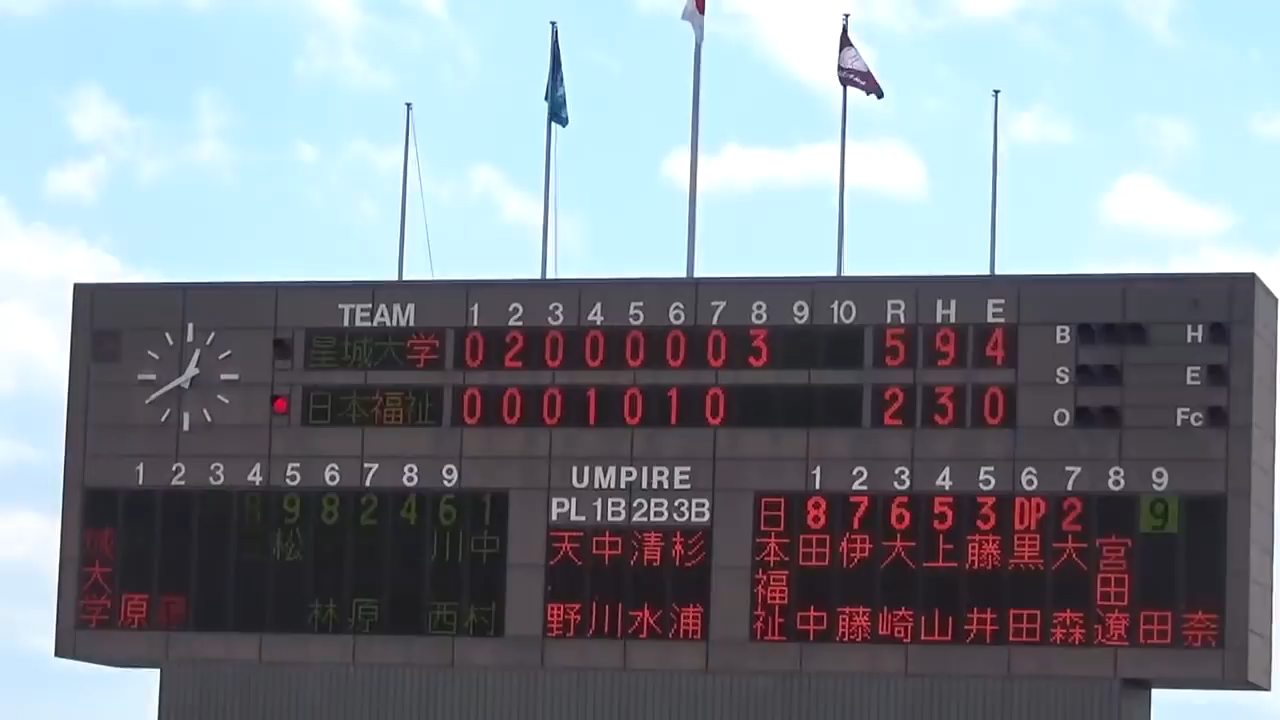 TEAM 1 2 3 4 5 6 7 8 9 10 R H E
星城大学 0 2 0 0 0 0 0 3 5 9 4
日本福祉 0 0 0 1 0 1 0 2 3 0
B H
S E
O Fc
1 2 3 4 5 6 7 8 9
9 8 2 4 6 1
城大学 原 松 林 原 川西 中村
UMPIRE
PL 1B 2B 3B
天野 中川 清水 杉浦
1 2 3 4 5 6 7 8 9
8 7 6 5 3 DP 2 9
日本福祉 田中 伊藤 大崎 上山 藤井 黒田 大森 宮田遼 田 奈